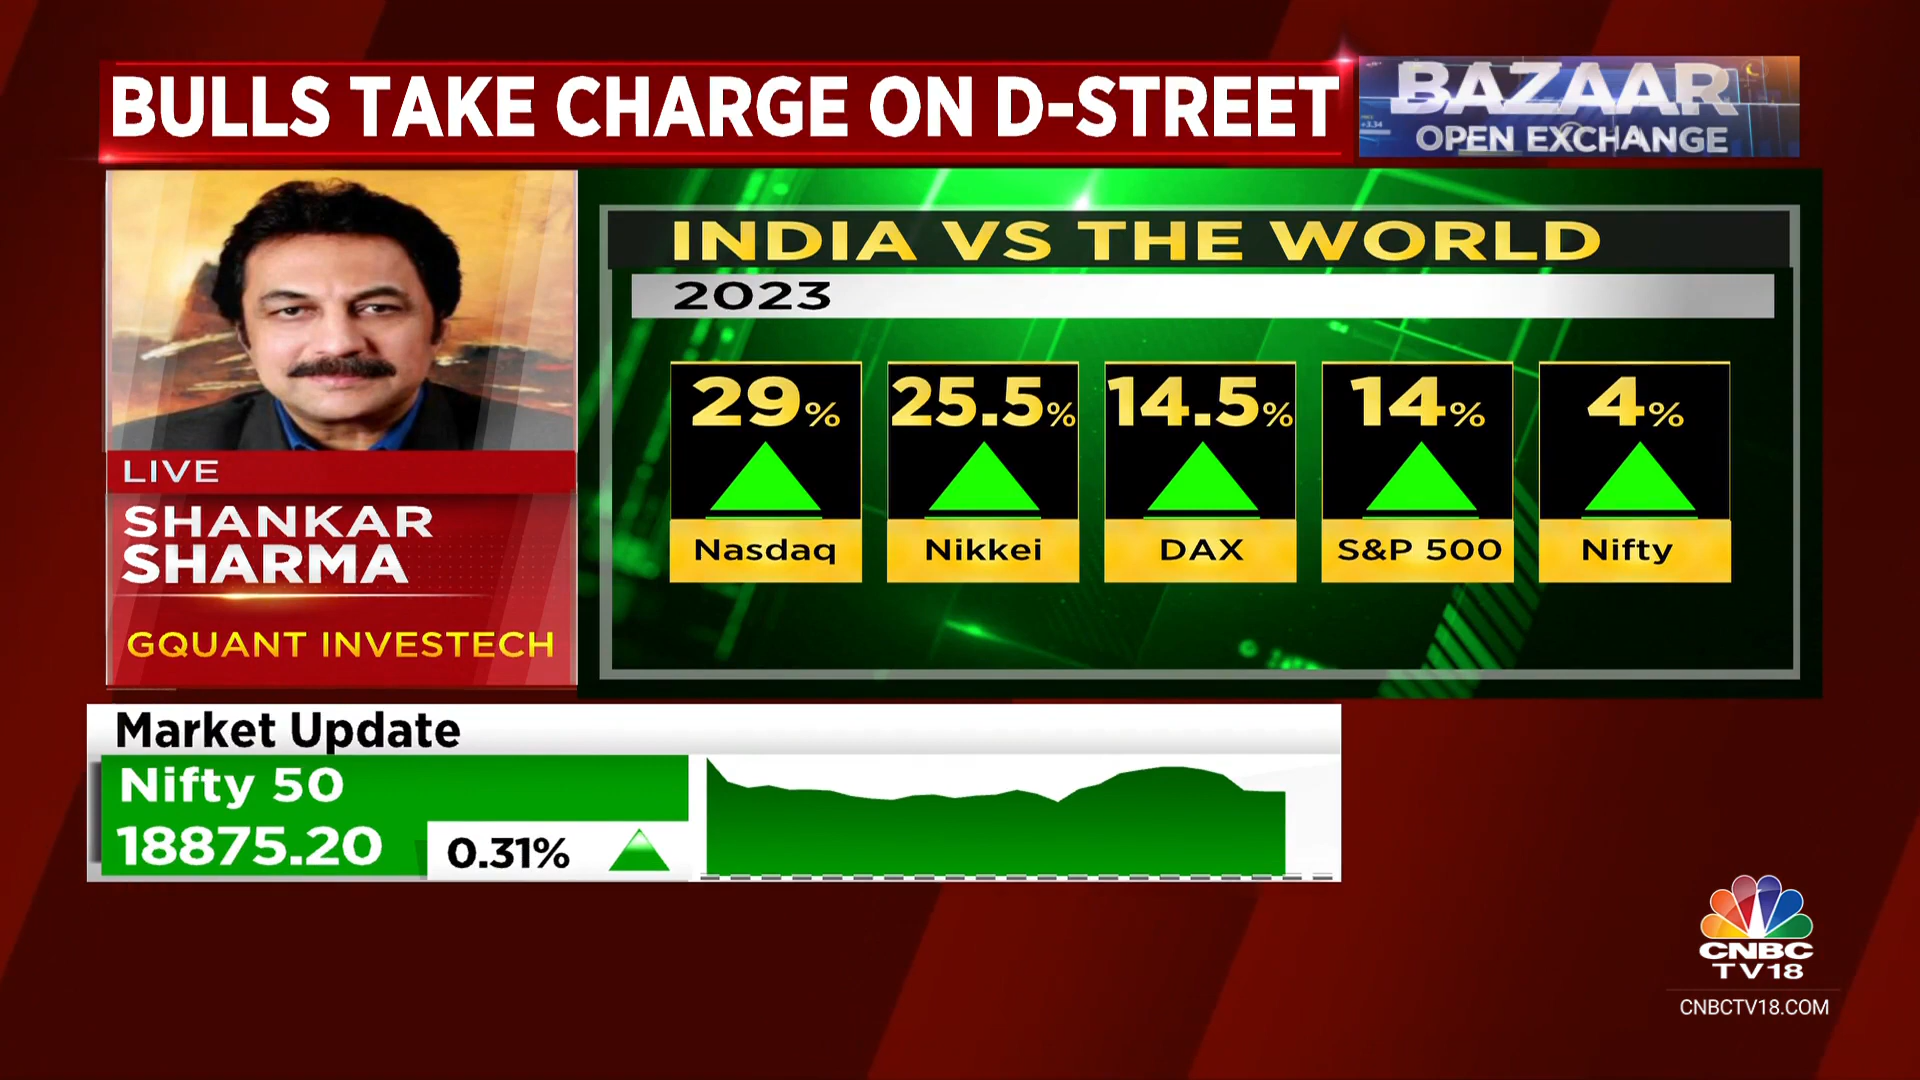 BULLS TAKE CHARGE ON D-STREET
BAZAAR
OPEN EXCHANGE
+3.34
INDIA VS THE WORLD
2023
29% 25.5% 14.5% 14% 4%
Nasdaq Nikkei DAX S&P 500 Nifty
LIVE
SHANKAR
SHARMA
GQUANT INVESTECH
Market Update
Nifty 50
18875.20 0.31%
CNBC
TV18
CNBCTV18.COM